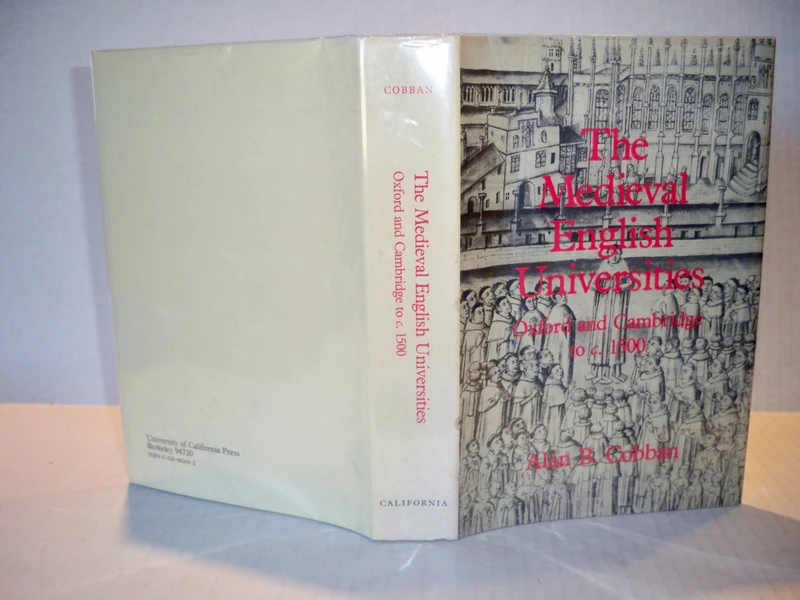 University of California Press
Berkeley 94720
COBBAN
The Medieval English Universities
Oxford and Cambridge to c. 1500
CALIFORNIA
The
Medieval
English
Universities
Oxford and Cambridge
to c. 1500
Alan B. Cobban